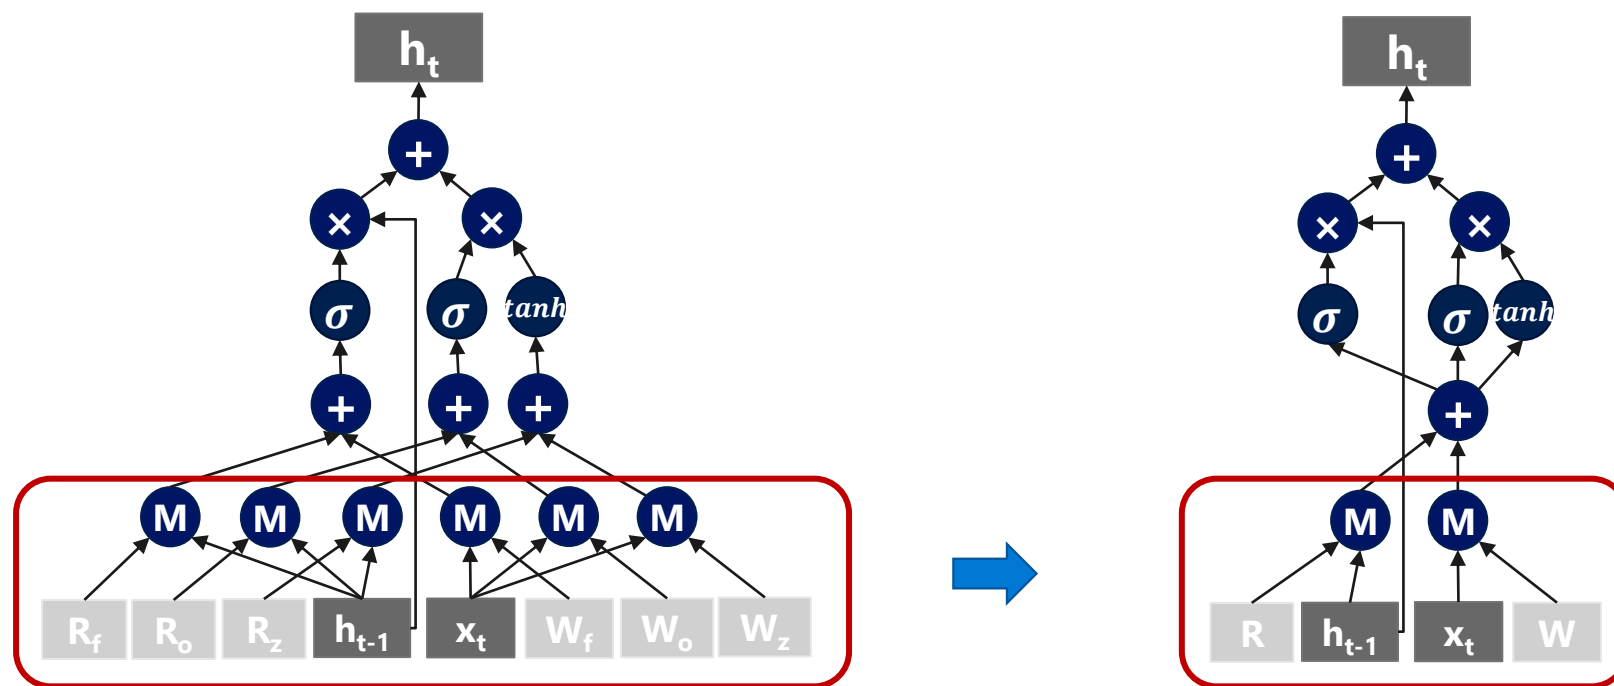 h_t h_t
+ +
× × × ×
σ σ tanh σ σ tanh
+ + + +
M M M M M M M M
R_f R_o R_z h_t-1 x_t W_f W_o W_z R h_t-1 x_t W